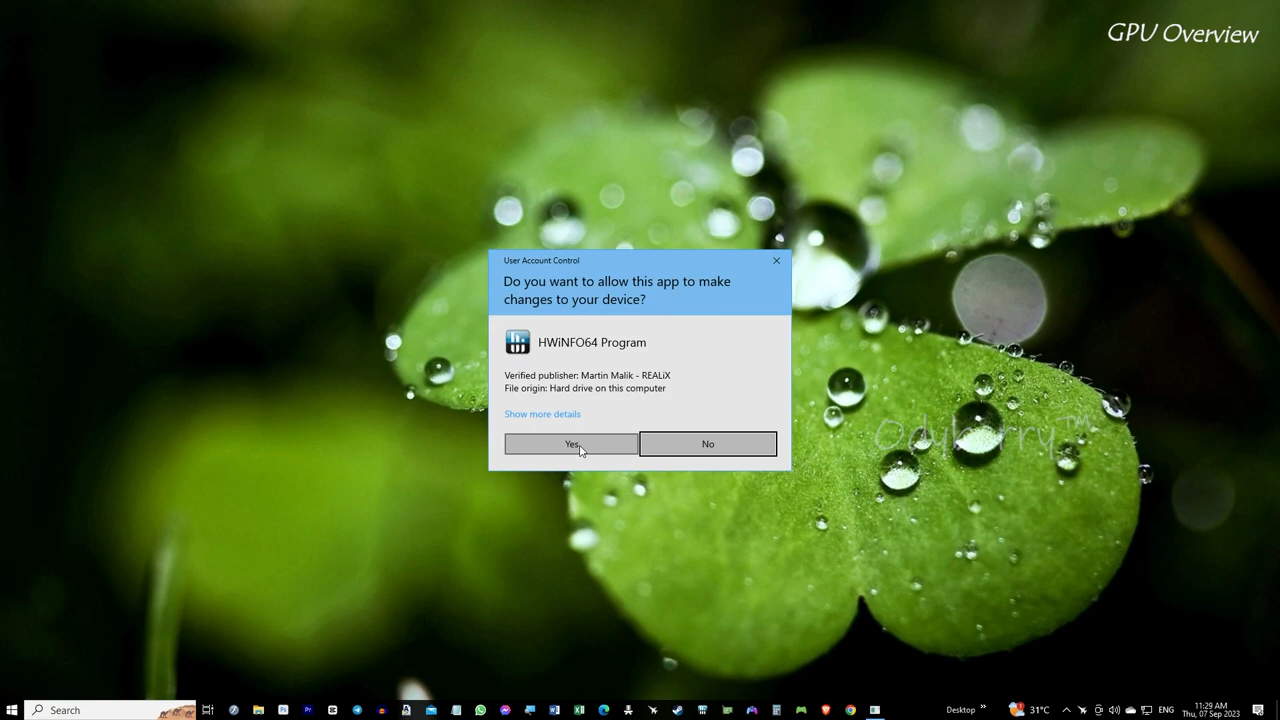 GPU Overview
User Account Control
Do you want to allow this app to make
changes to your device?
HWiNFO64 Program
Verified publisher: Martin Malik - REALiX
File origin: Hard drive on this computer
Show more details
Yes
No
Search
Desktop
31°C
ENG
11:29 AM
Thu, 07 Sep 2023